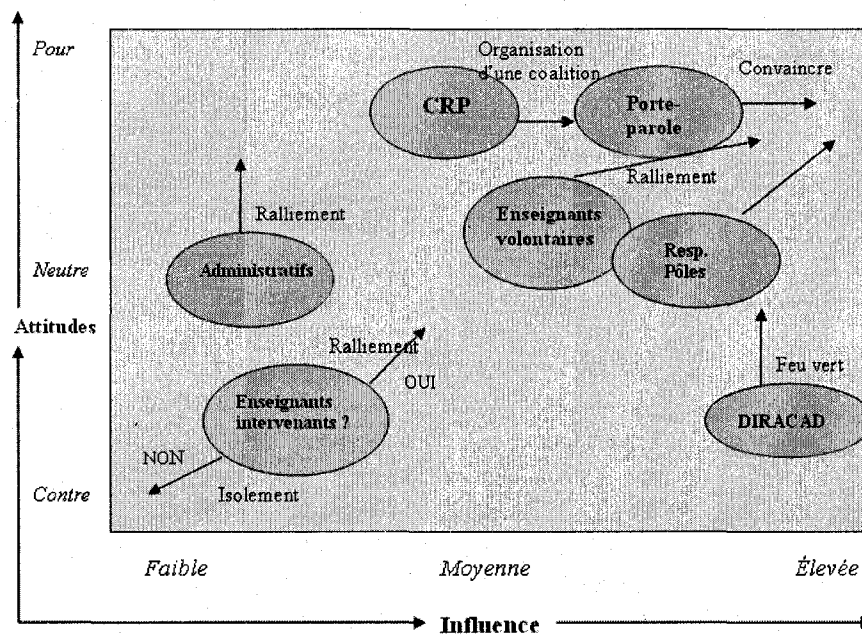 Pour
Organisation
d'une coalition
Convaincre
CRP
Porte-
parole
Ralliement
Ralliement
Enseignants
volontaires
Resp.
Pôles
Neutre
Administratifs
Attitudes
Ralliement
OUI
Feu vert
Enseignants
intervenants ?
DIRACAD
NON
Isolement
Contre
Faible
Moyenne
Élevée
Influence